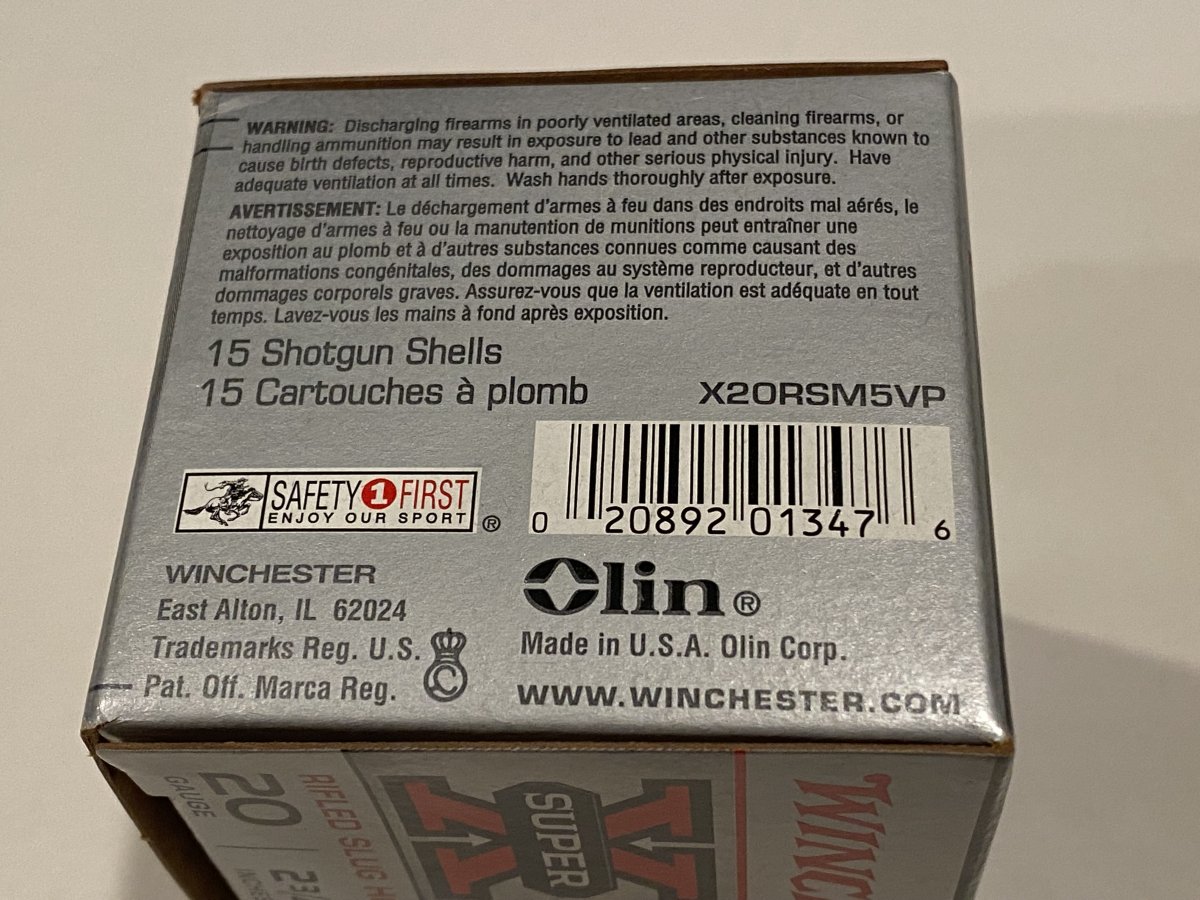 WARNING: Discharging firearms in poorly ventilated areas, cleaning firearms, or
handling ammunition may result in exposure to lead and other substances known to
cause birth defects, reproductive harm, and other serious physical injury. Have
adequate ventilation at all times. Wash hands thoroughly after exposure.
AVERTISSEMENT: Le déchargement d'armes à feu dans des endroits mal aérés, le
nettoyage d'armes à feu ou la manutention de munitions peut entraîner une
exposition au plomb et à d'autres substances connues comme causant des
malformations congénitales, des dommages au système reproducteur, et d'autres
dommages corporels graves. Assurez-vous que la ventilation est adéquate en tout
temps. Lavez-vous les mains à fond après exposition.
15 Shotgun Shells
15 Cartouches à plomb
X20RSM5VP
SAFETY 1 FIRST
ENJOY OUR SPORT ®
0 20892 01347 6
WINCHESTER
East Alton, IL 62024
Trademarks Reg. U.S.
Pat. Off. Marca Reg.
C
Olin ®
Made in U.S.A. Olin Corp.
WWW.WINCHESTER.COM
20
GAUGE
RIFLED SLUG
X
SUPER